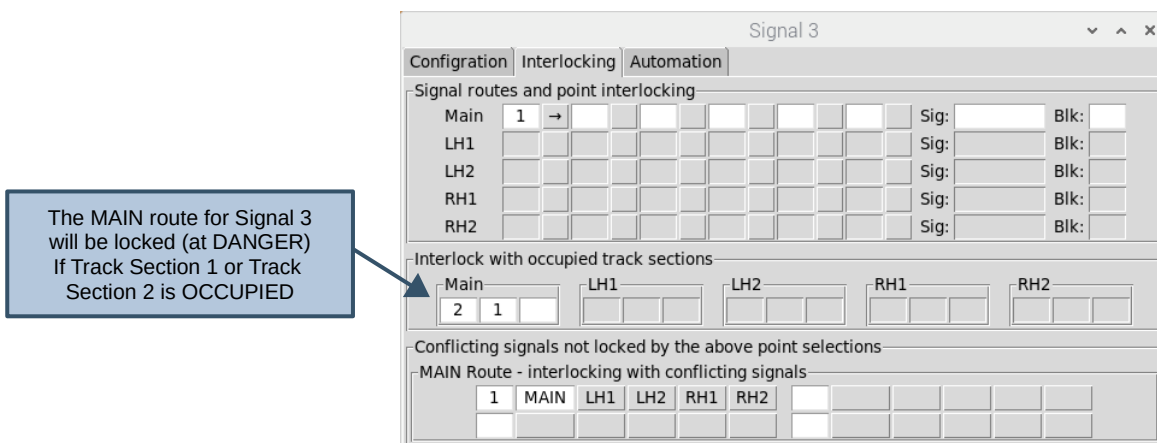 Signal 3
Configration Interlocking Automation
Signal routes and point interlocking
Main 1 → Sig: Blk:
LH1 Sig: Blk:
LH2 Sig: Blk:
RH1 Sig: Blk:
RH2 Sig: Blk:
The MAIN route for Signal 3
will be locked (at DANGER)
If Track Section 1 or Track
Section 2 is OCCUPIED
Interlock with occupied track sections
Main LH1 LH2 RH1 RH2
2 1
Conflicting signals not locked by the above point selections
MAIN Route - interlocking with conflicting signals
1 MAIN LH1 LH2 RH1 RH2